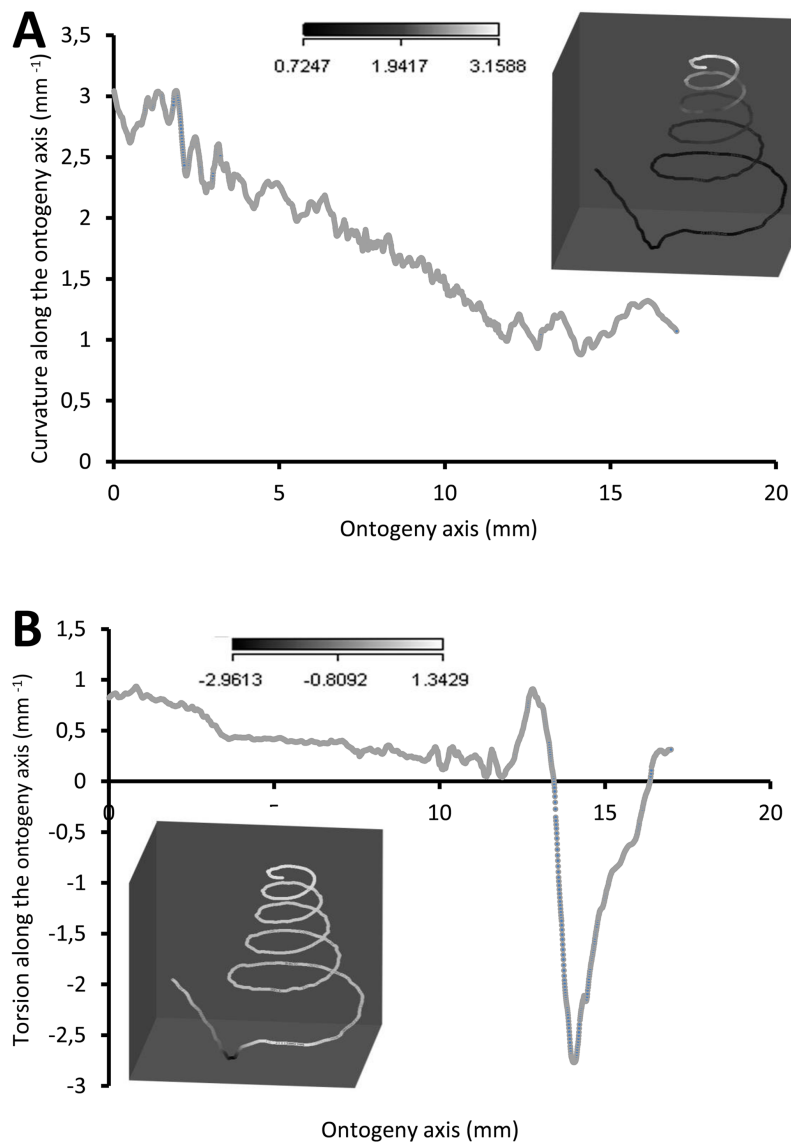 A
3,5
3
2,5
2
1,5
1
0,5
0
Curvature along the ontogeny axis (mm -1)
0.7247 1.9417 3.1588
0 5 10 15 20
Ontogeny axis (mm)
B
1,5
1
0,5
0
-0,5
-1
-1,5
-2
-2,5
-3
Torsion along the ontogeny axis (mm -1)
-2.9613 -0.8092 1.3429
0 10 15 20
Ontogeny axis (mm)